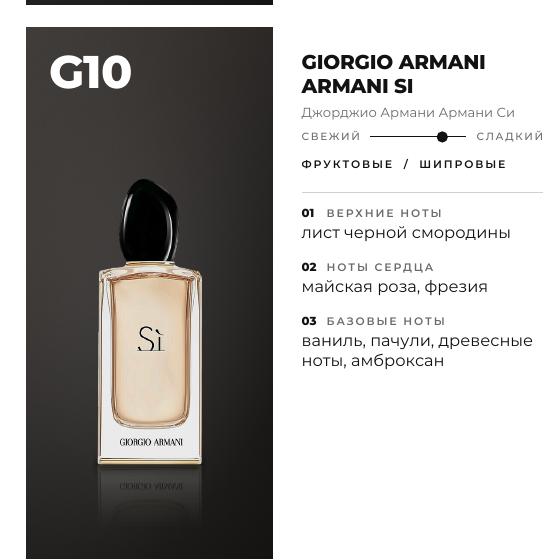 G10
GIORGIO ARMANI
ARMANI SI
Джорджио Армани Армани Си
СВЕЖИЙ СЛАДКИЙ
ФРУКТОВЫЕ / ШИПРОВЫЕ
01 ВЕРХНИЕ НОТЫ
лист черной смородины
02 НОТЫ СЕРДЦА
майская роза, фрезия
03 БАЗОВЫЕ НОТЫ
ваниль, пачули, древесные
ноты, амброксан
Sì
GIORGIO ARMANI